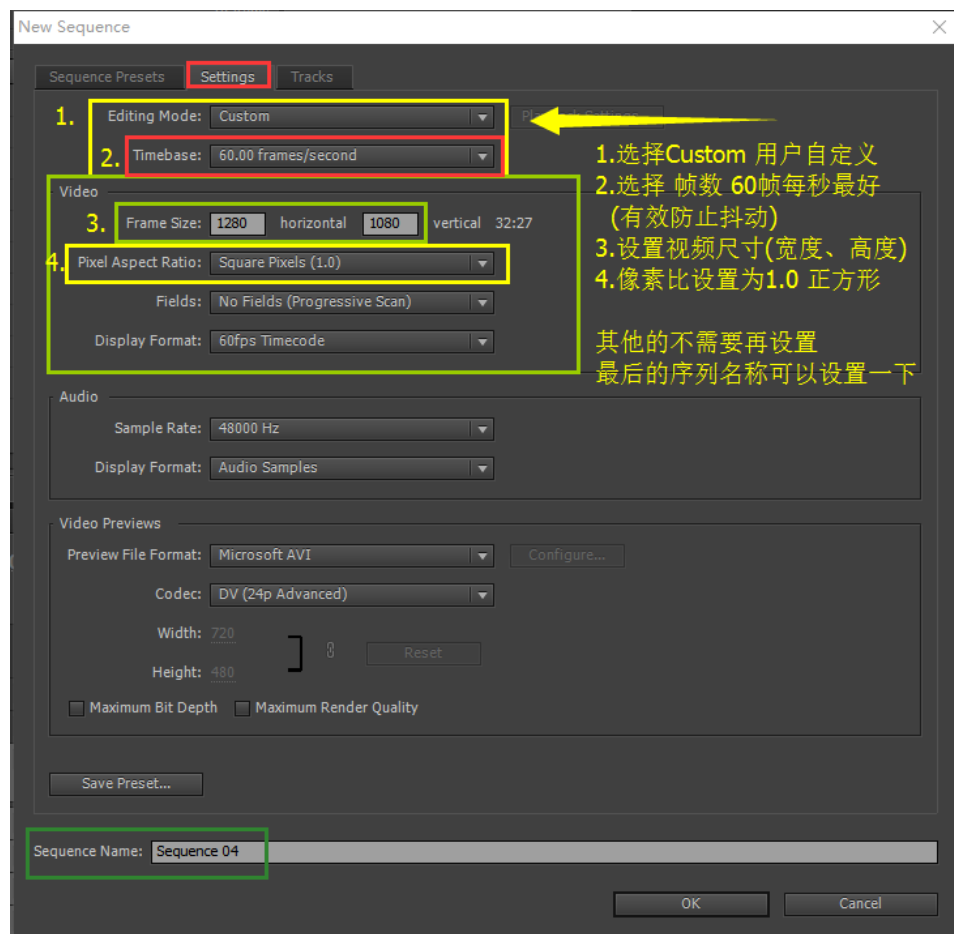 New Sequence
Sequence Presets Settings Tracks
1. Editing Mode: Custom
2. Timebase: 60.00 frames/second
1.选择Custom 用户自定义
2.选择 帧数 60帧每秒最好
(有效防止抖动)
3.设置视频尺寸(宽度、高度)
4.像素比设置为1.0 正方形
其他的不需要再设置
最后的序列名称可以设置一下
Video
3. Frame Size: 1280 horizontal 1080 vertical 32:27
4. Pixel Aspect Ratio: Square Pixels (1.0)
Fields: No Fields (Progressive Scan)
Display Format: 60fps Timecode
Audio
Sample Rate: 48000 Hz
Display Format: Audio Samples
Video Previews
Preview File Format: Microsoft AVI Configure...
Codec: DV (24p Advanced)
Width: 720
Reset
Height: 480
Maximum Bit Depth Maximum Render Quality
Save Preset...
Sequence Name: Sequence 04
OK Cancel